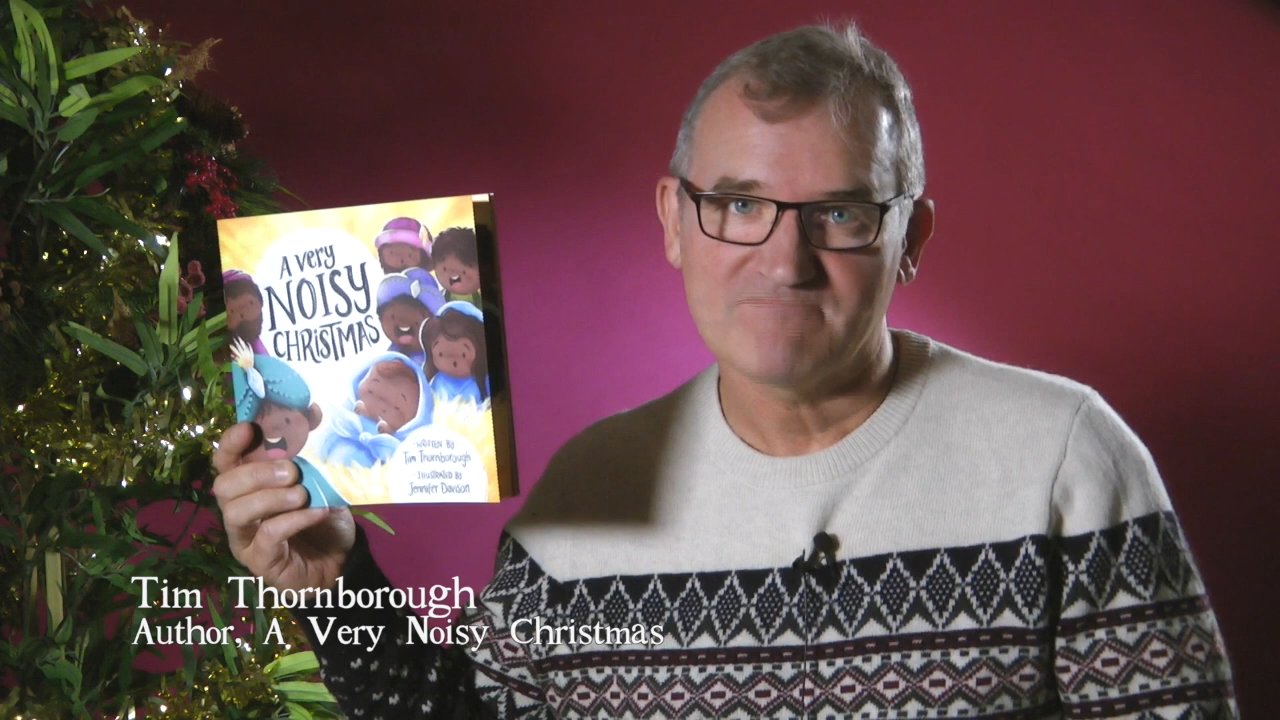 A very
NOISY
CHRISTMAS
WRITTEN BY
Tim Thornborough
ILLUSTRATED BY
Jennifer Davison
Tim Thornborough
Author, A Very Noisy Christmas